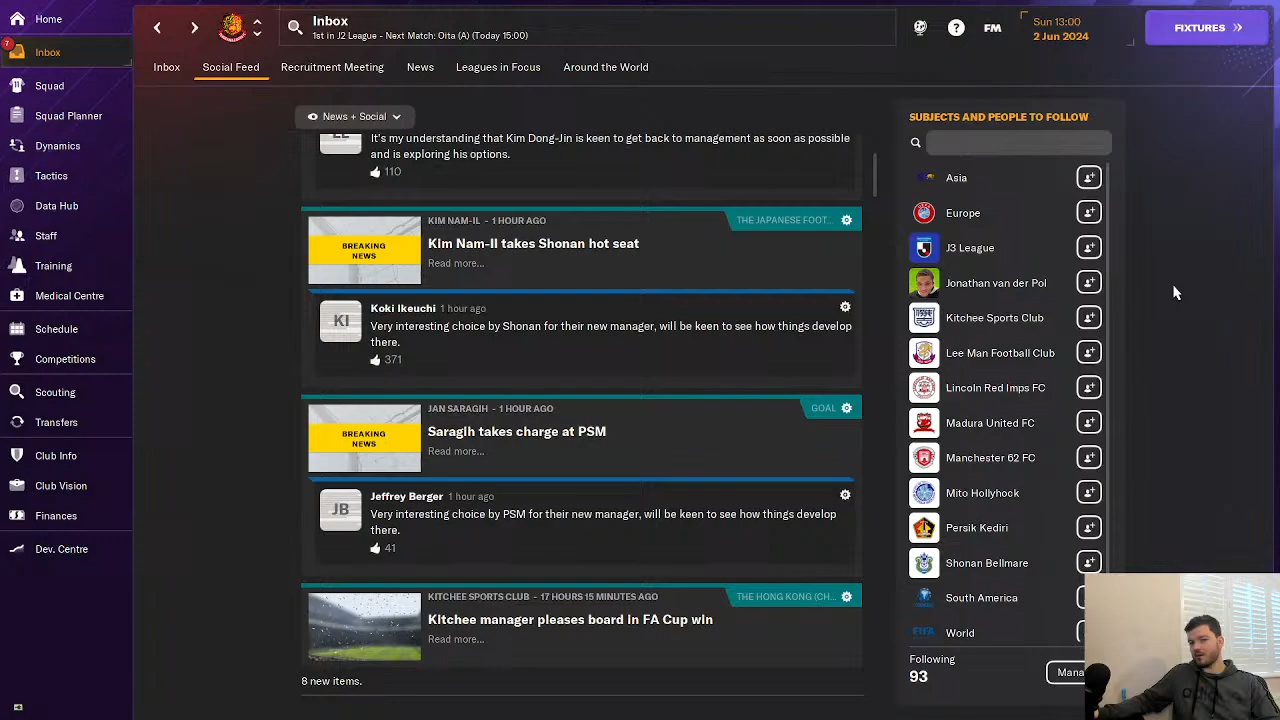 Home
7
Inbox
Squad
Squad Planner
Dynamics
Tactics
Data Hub
Staff
Training
Medical Centre
Schedule
Competitions
Scouting
Transfers
Club Info
Club Vision
Finances
Dev. Centre
Inbox
1st in J2 League - Next Match: Oita (A) (Today 15:00)
?
FM
Sun 13:00
2 Jun 2024
FIXTURES
Inbox
Social Feed
Recruitment Meeting
News
Leagues in Focus
Around the World
News + Social
It's my understanding that Kim Dong-Jin is keen to get back to management as soon as possible
and is exploring his options.
110
KIM NAM-IL - 1 HOUR AGO
THE JAPANESE FOOT...
BREAKING
NEWS
Kim Nam-Il takes Shonan hot seat
Read more...
KI
Koki Ikeuchi 1 hour ago
Very interesting choice by Shonan for their new manager, will be keen to see how things develop
there.
371
JAN SARAGIH - 1 HOUR AGO
GOAL
BREAKING
NEWS
Saragih takes charge at PSM
Read more...
JB
Jeffrey Berger 1 hour ago
Very interesting choice by PSM for their new manager, will be keen to see how things develop
there.
41
KITCHEE SPORTS CLUB - 17 HOURS 15 MINUTES AGO
THE HONG KONG (CH...
Kitchee manager praises board in FA Cup win
Read more...
8 new items.
SUBJECTS AND PEOPLE TO FOLLOW
Asia
Europe
J3 League
Jonathan van der Pol
Kitchee Sports Club
Lee Man Football Club
Lincoln Red Imps FC
Madura United FC
Manchester 62 FC
Mito Hollyhock
Persik Kediri
Shonan Bellmare
South America
FIFA
World
Following
93
Mana